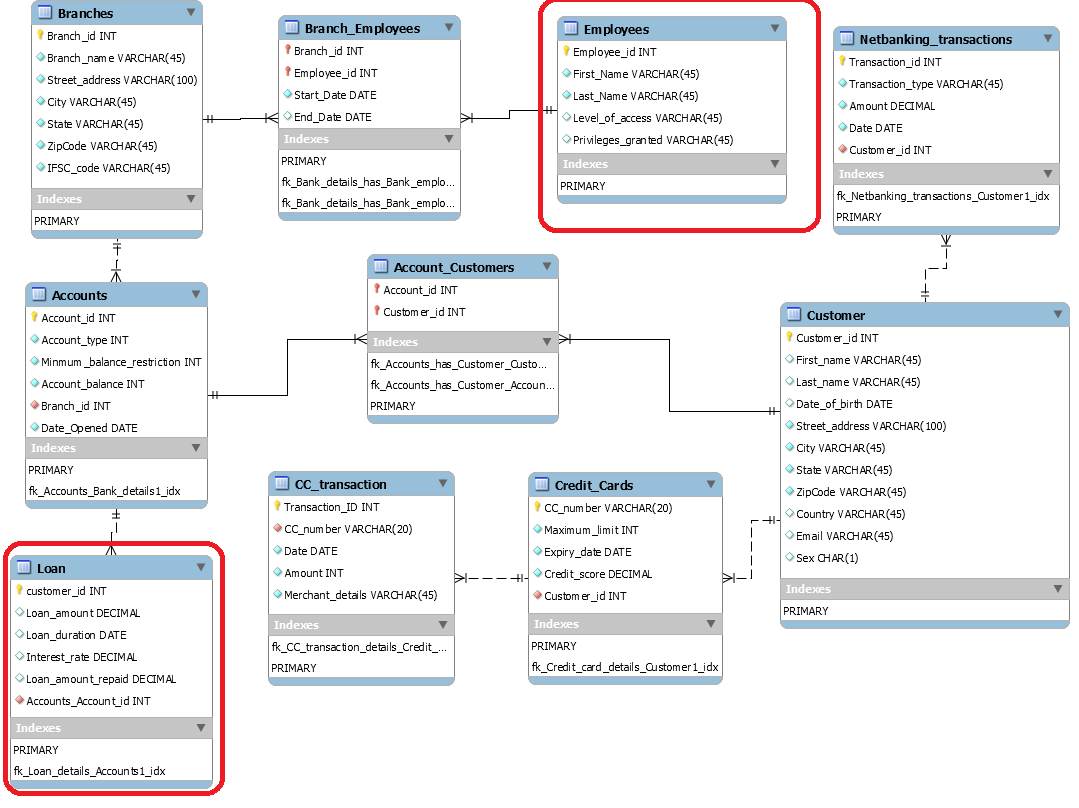 Branches
Branch_id INT
Branch_name VARCHAR(45)
Street_address VARCHAR(100)
City VARCHAR(45)
State VARCHAR(45)
ZipCode VARCHAR(45)
IFSC_code VARCHAR(45)
Indexes
PRIMARY
Branch_Employees
Branch_id INT
Employee_id INT
Start_Date DATE
End_Date DATE
Indexes
PRIMARY
fk_Bank_details_has_Bank_emplo...
fk_Bank_details_has_Bank_emplo...
Employees
Employee_id INT
First_Name VARCHAR(45)
Last_Name VARCHAR(45)
Level_of_access VARCHAR(45)
Privileges_granted VARCHAR(45)
Indexes
PRIMARY
Netbanking_transactions
Transaction_id INT
Transaction_type VARCHAR(45)
Amount DECIMAL
Date DATE
Customer_id INT
Indexes
fk_Netbanking_transactions_Customer1_idx
PRIMARY
Accounts
Account_id INT
Account_type INT
Minmum_balance_restriction INT
Account_balance INT
Branch_id INT
Date_Opened DATE
Indexes
PRIMARY
fk_Accounts_Bank_details1_idx
Account_Customers
Account_id INT
Customer_id INT
Indexes
fk_Accounts_has_Customer_Custo...
fk_Accounts_has_Customer_Accoun...
PRIMARY
Customer
Customer_id INT
First_name VARCHAR(45)
Last_name VARCHAR(45)
Date_of_birth DATE
Street_address VARCHAR(100)
City VARCHAR(45)
State VARCHAR(45)
ZipCode VARCHAR(45)
Country VARCHAR(45)
Email VARCHAR(45)
Sex CHAR(1)
Indexes
PRIMARY
CC_transaction
Transaction_ID INT
CC_number VARCHAR(20)
Date DATE
Amount INT
Merchant_details VARCHAR(45)
Indexes
fk_CC_transaction_details_Credit_...
PRIMARY
Credit_Cards
CC_number VARCHAR(20)
Maximum_limit INT
Expiry_date DATE
Credit_score DECIMAL
Customer_id INT
Indexes
PRIMARY
fk_Credit_card_details_Customer1_idx
Loan
customer_id INT
Loan_amount DECIMAL
Loan_duration DATE
Interest_rate DECIMAL
Loan_amount_repaid DECIMAL
Accounts_Account_id INT
Indexes
PRIMARY
fk_Loan_details_Accounts1_idx